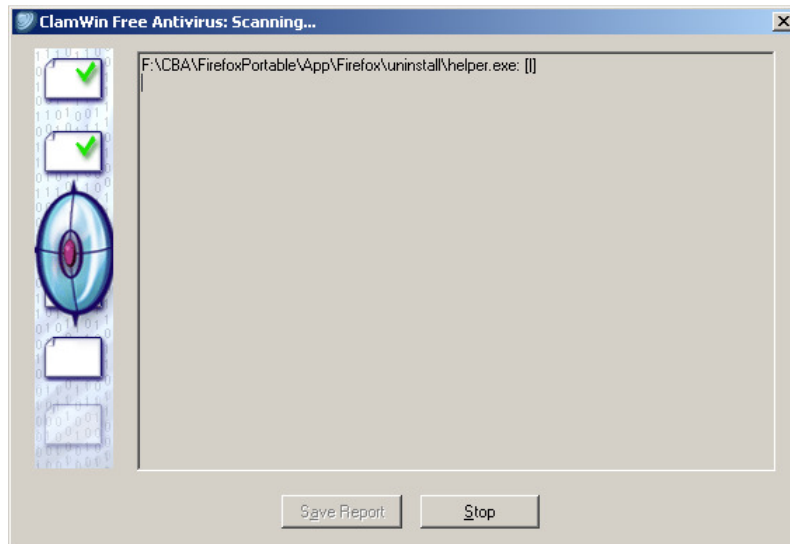 ClamWin Free Antivirus: Scanning...
F:\CBA\FirefoxPortable\App\Firefox\uninstall\helper.exe: [|]
Save Report
Stop